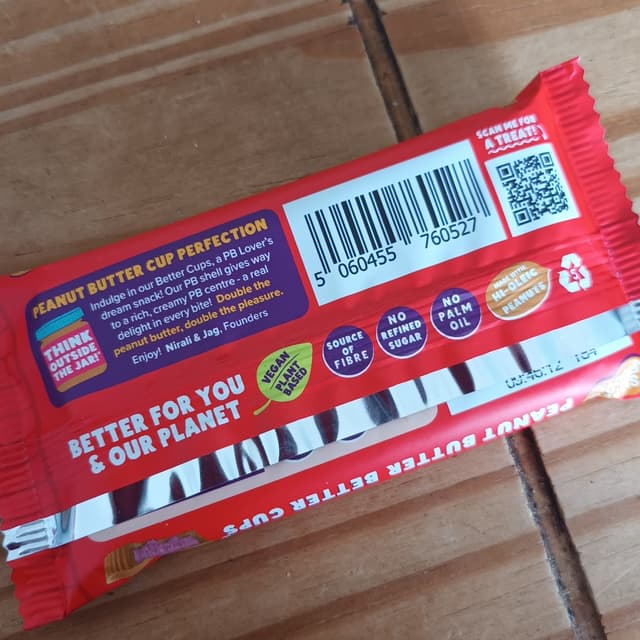 SCAN ME FOR
A TREAT!
PEANUT BUTTER CUP PERFECTION
Indulge in our Better Cups, a PB Lover's
dream snack! Our PB shell gives way
to a rich, creamy PB centre - a real
delight in every bite! Double the
peanut butter, double the pleasure.
Enjoy! Nirali & Jag, Founders
THINK
OUTSIDE
THE JAR!
5 060455 760527
BETTER FOR YOU
& OUR PLANET
VEGAN
PLANT
BASED
SOURCE
OF
FIBRE
NO
REFINED
SUGAR
NO
PALM
OIL
MADE WITH
HI-OLEIC
PEANUTS
5
PEANUT BUTTER BETTER CUPS